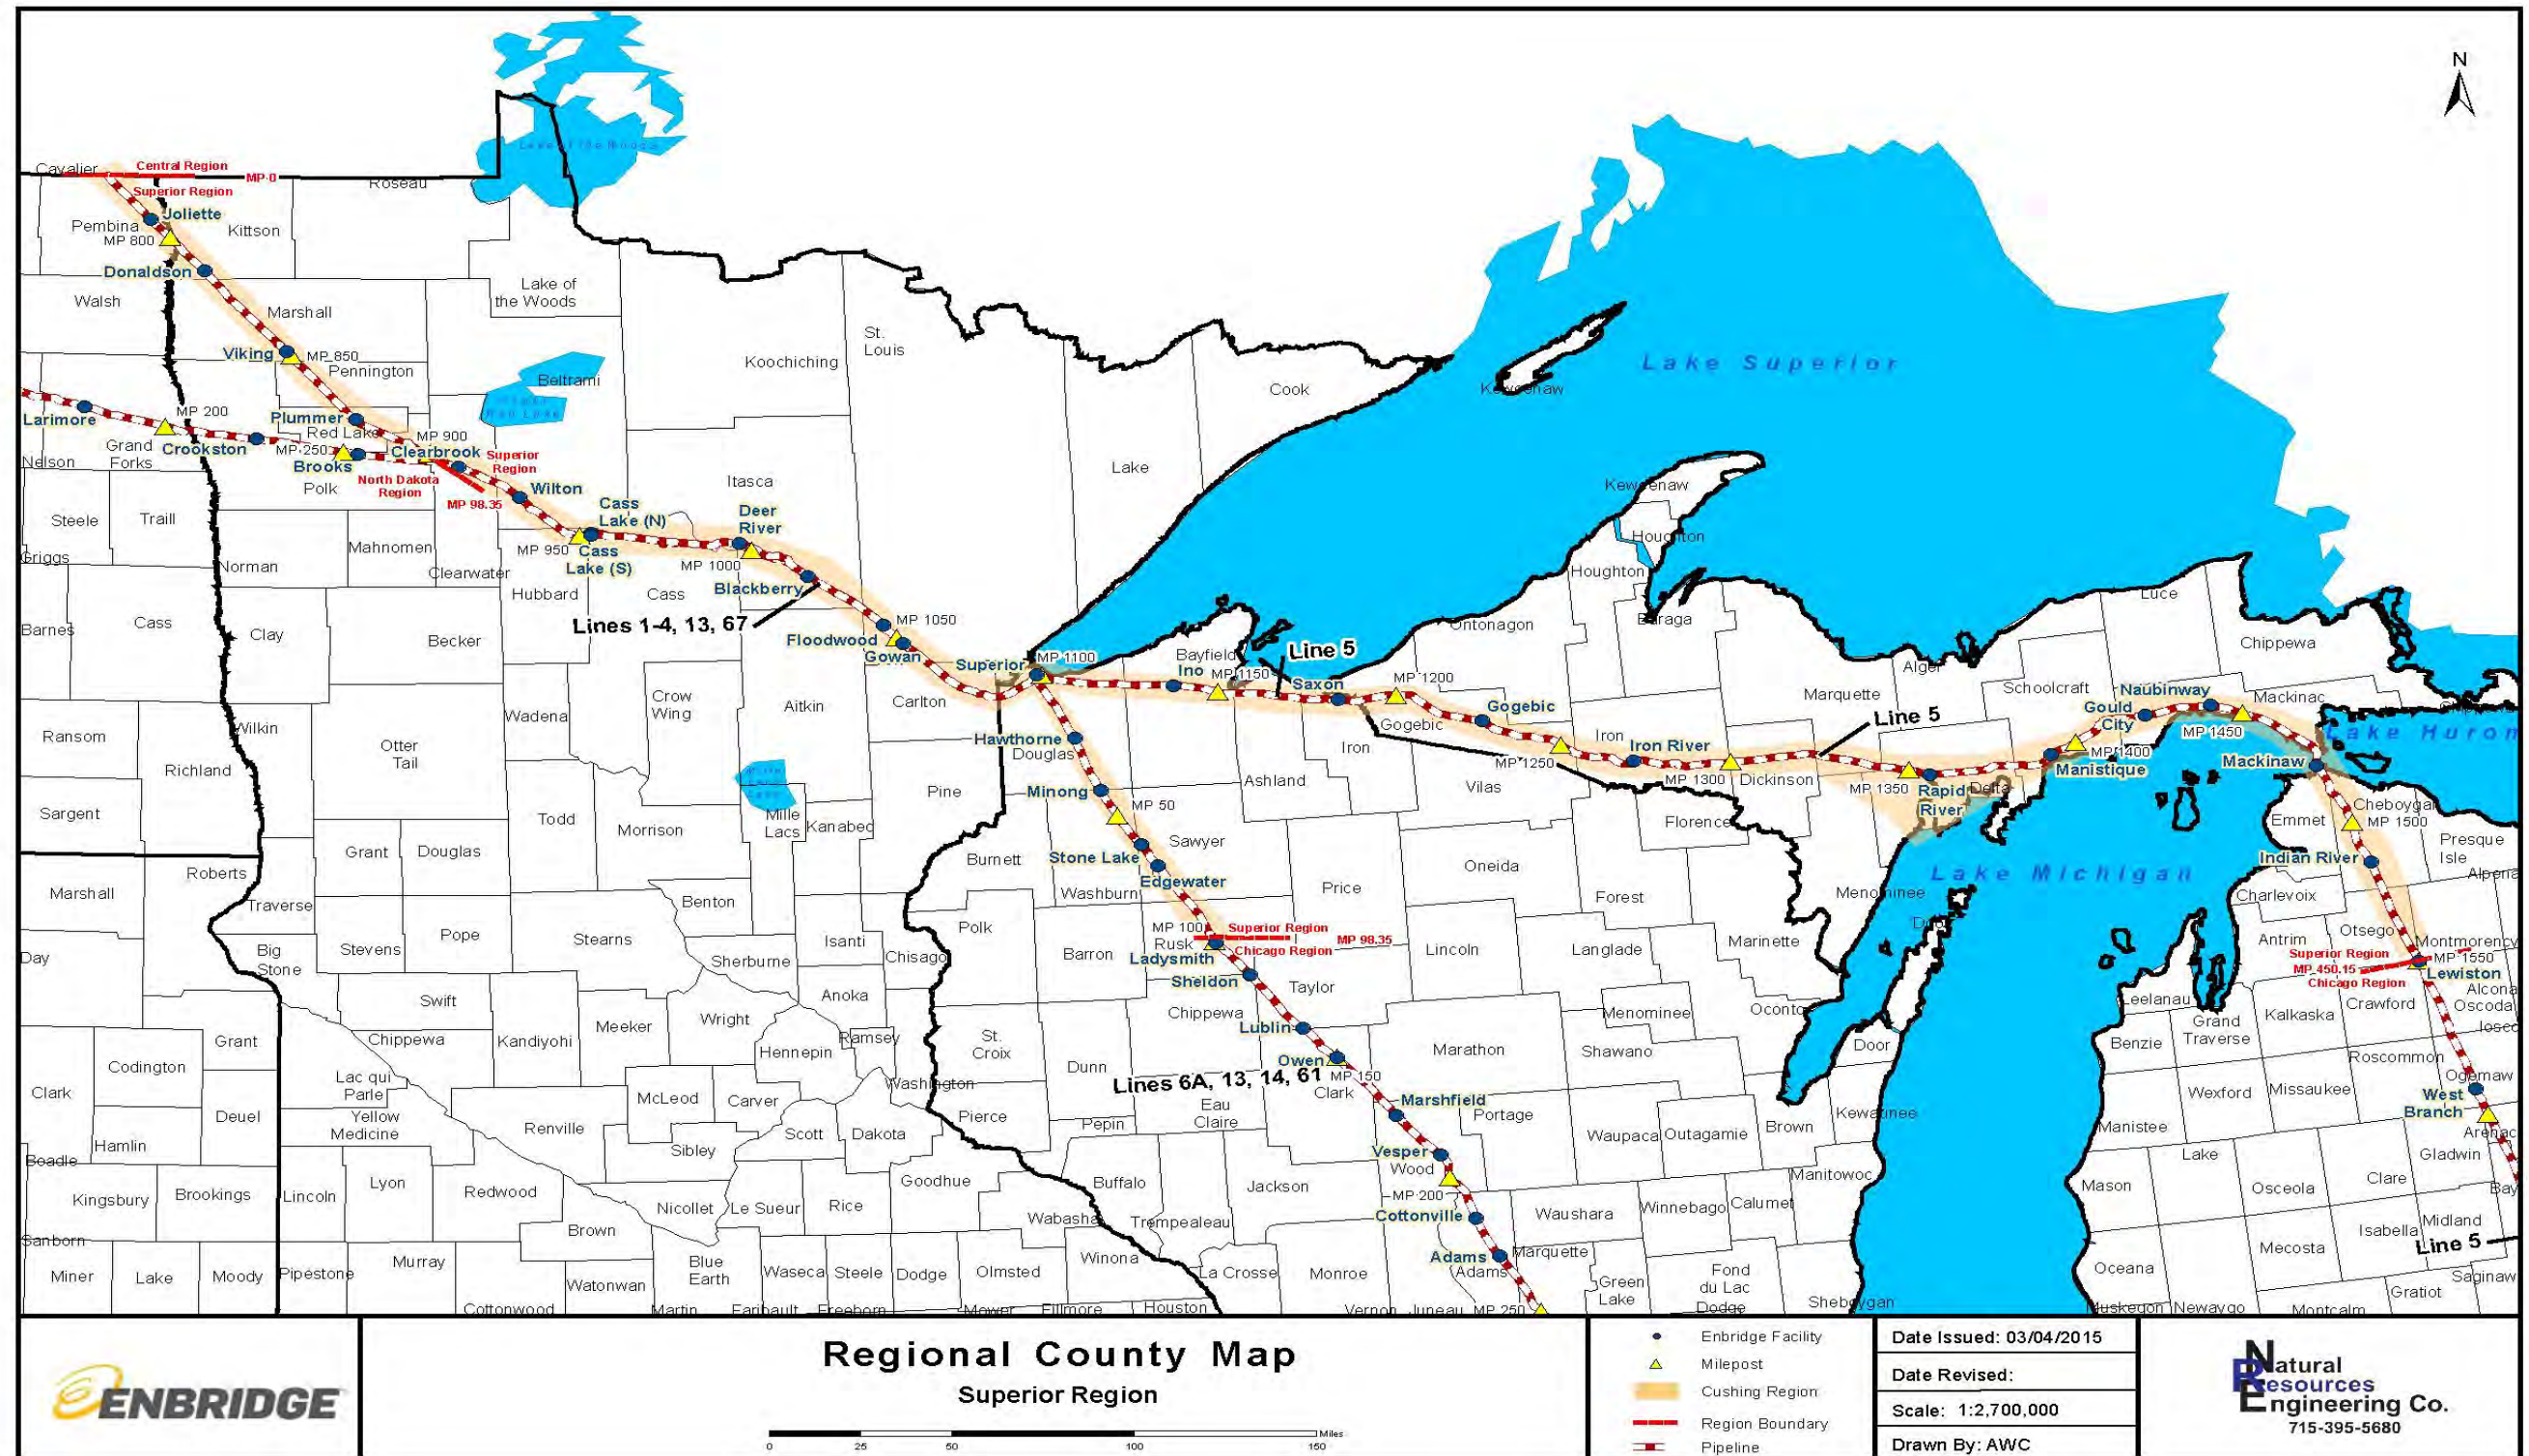 N
Lake of the Woods
Cavalier
Central Region
MP 0
Superior Region
Roseau
Joliette
Pembina
MP 800
Kittson
Donaldson
Walsh
Lake of
the Woods
Marshall
St.
Louis
Viking
MP 850
Pennington
Koochiching
Beltrami
Cook
Keweenaw
Lake Superior
Larimore
MP 200
Plummer
Red Lake
Grand
Forks
Crookston
MP 250
MP 900
Clearbrook
Superior
Region
Nelson
Brooks
Polk
North Dakota
Region
MP 98.35
Wilton
Itasca
Lake
Keweenaw
Steele
Traill
Cass
Lake (N)
Deer
River
Houghton
Griggs
Mahnomen
MP 950
Cass
Lake (S)
MP 1000
Norman
Clearwater
Houghton
Hubbard
Cass
Blackberry
Luce
Barnes
Cass
Clay
Becker
Lines 1-4, 13, 67
MP 1050
Floodwood
Gowan
Ontonagon
Baraga
Chippewa
Superior
MP 1100
Bayfield
Ino
MP 1150
Line 5
Saxon
MP 1200
Alger
Schoolcraft
Naubinway
Mackinac
Crow
Wing
Wadena
Aitkin
Carlton
Gogebic
Marquette
Gould
City
Chippewa
Ransom
Wilkin
Otter
Tail
Hawthorne
Douglas
Gogebic
Iron
Line 5
MP 1450
Lake Huron
Richland
Iron
Iron River
MP 1400
Mackinaw
Mille
Lacs
Lake
Ashland
Vilas
MP 1250
MP 1300
Dickinson
Manistique
Sargent
Pine
Minong
MP 50
MP 1350
Rapid
River
Delta
Cheboygan
Todd
Morrison
Mille
Lacs
Kanabec
Florence
Emmet
MP 1500
Grant
Douglas
Burnett
Sawyer
Stone Lake
Presque
Isle
Marshall
Roberts
Edgewater
Oneida
Indian River
Alpena
Traverse
Benton
Washburn
Price
Forest
Menominee
Lake Michigan
Charlevoix
Big
Stone
Stevens
Pope
Stearns
Isanti
Polk
MP 100
Superior Region
MP 98.35
Door
Antrim
Otsego
Montmorency
Day
Sherburne
Chisago
Barron
Rusk
Ladysmith
Chicago Region
Lincoln
Langlade
Marinette
Superior Region
MP 450.15
Chicago Region
MP 1550
Lewiston
Swift
Anoka
Sheldon
Taylor
Alcona
Meeker
Wright
Chippewa
Menominee
Oconto
Leelanau
Kalkaska
Crawford
Oscoda
Grant
Chippewa
Kandiyohi
Hennepin
Ramsey
St.
Croix
Lublin
Grand
Traverse
Iosco
Codington
Dunn
Owen
Marathon
Shawano
Door
Benzie
Roscommon
Clark
Lac qui
Parle
Washington
Lines 6A, 13, 14, 61
MP 150
Clark
Ogemaw
Deuel
Yellow
Medicine
McLeod
Carver
Pierce
Eau
Claire
Marshfield
Portage
Kewaunee
Wexford
Missaukee
West
Branch
Hamlin
Renville
Scott
Dakota
Pepin
Waupaca
Outagamie
Brown
Manistee
Arenac
Beadle
Sibley
Vesper
Wood
Lake
Gladwin
Kingsbury
Brookings
Lincoln
Lyon
Redwood
Nicollet
Le Sueur
Rice
Goodhue
Buffalo
Jackson
MP 200
Manitowoc
Mason
Osceola
Clare
Bay
Brown
Wabasha
Trempealeau
Cottonville
Waushara
Winnebago
Calumet
Isabella
Midland
Sanborn
Murray
Winona
Adams
Marquette
Mecosta
Line 5
Miner
Lake
Moody
Pipestone
Watonwan
Blue
Earth
Waseca
Steele
Dodge
Olmsted
La Crosse
Monroe
Adams
Green
Lake
Fond
du Lac
Oceana
Saginaw
Gratiot
Cottonwood
Martin
Faribault
Freeborn
Mower
Fillmore
Houston
Vernon
Juneau
MP 250
Dodge
Sheboygan
Muskegon
Newaygo
Montcalm
ENBRIDGE
Regional County Map
Superior Region
Miles
0 25 50 100 150
Enbridge Facility
Milepost
Cushing Region
Region Boundary
Pipeline
Date Issued: 03/04/2015
Date Revised:
Scale: 1:2,700,000
Drawn By: AWC
Natural
Resources
Engineering Co.
715-395-5680